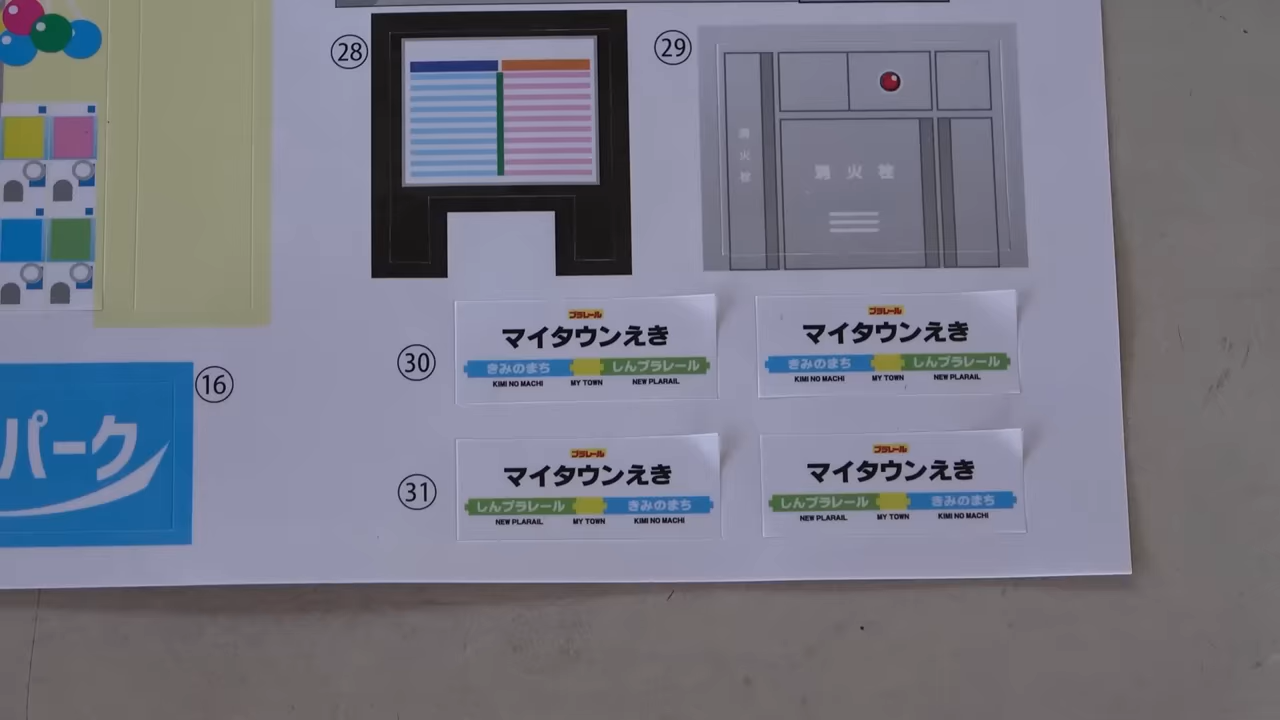 28
29
消火栓
消火栓
30
プラレール
マイタウンえき
きみのまち しんプラレール
KIMI NO MACHI MY TOWN NEW PLARAIL
プラレール
マイタウンえき
きみのまち しんプラレール
KIMI NO MACHI MY TOWN NEW PLARAIL
16
パーク
31
プラレール
マイタウンえき
しんプラレール きみのまち
NEW PLARAIL MY TOWN KIMI NO MACHI
プラレール
マイタウンえき
しんプラレール きみのまち
NEW PLARAIL MY TOWN KIMI NO MACHI